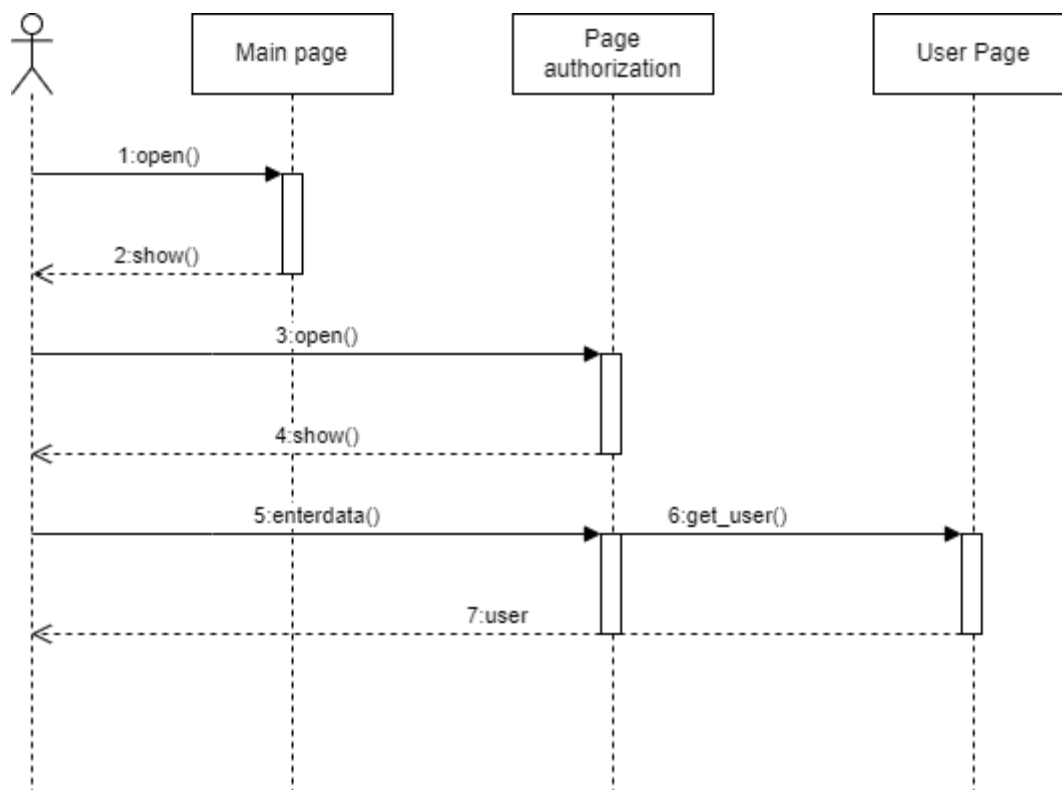 Main page
Page
authorization
User Page
1:open()
2:show()
3:open()
4:show()
5:enterdata()
6:get_user()
7:user